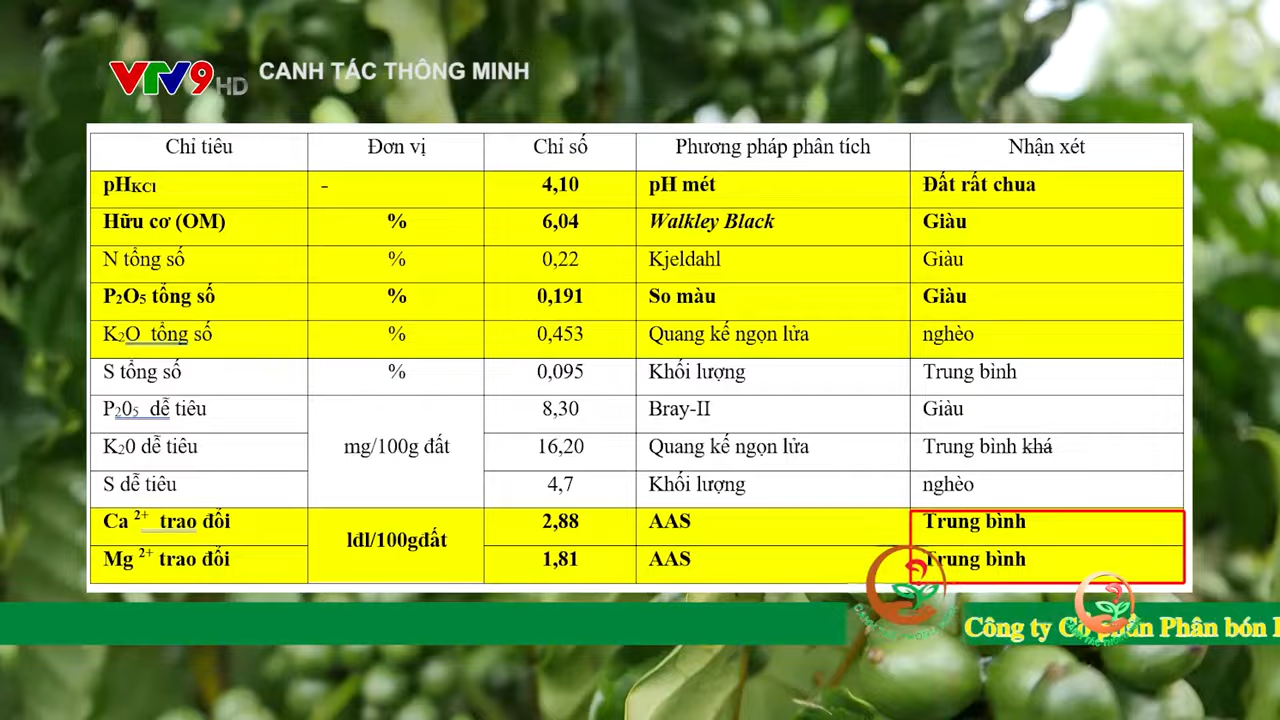 VTV9 HD CANH TÁC THÔNG MINH
Chỉ tiêu Đơn vị Chỉ số Phương pháp phân tích Nhận xét
pHKCl - 4,10 pH mét Đất rất chua
Hữu cơ (OM) % 6,04 Walkley Black Giàu
N tổng số % 0,22 Kjeldahl Giàu
P2O5 tổng số % 0,191 So màu Giàu
K2O tổng số % 0,453 Quang kế ngọn lửa nghèo
S tổng số % 0,095 Khối lượng Trung bình
P205 dễ tiêu 8,30 Bray-II Giàu
K20 dễ tiêu mg/100g đất 16,20 Quang kế ngọn lửa Trung bình khá
S dễ tiêu 4,7 Khối lượng nghèo
Ca 2+ trao đổi lđl/100gđất 2,88 AAS Trung bình
Mg 2+ trao đổi 1,81 AAS Trung bình
Công ty Cổ phần Phân bón